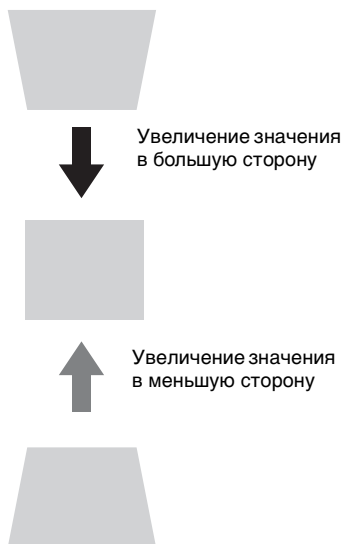 Увеличение значения
в большую сторону
Увеличение значения
в меньшую сторону